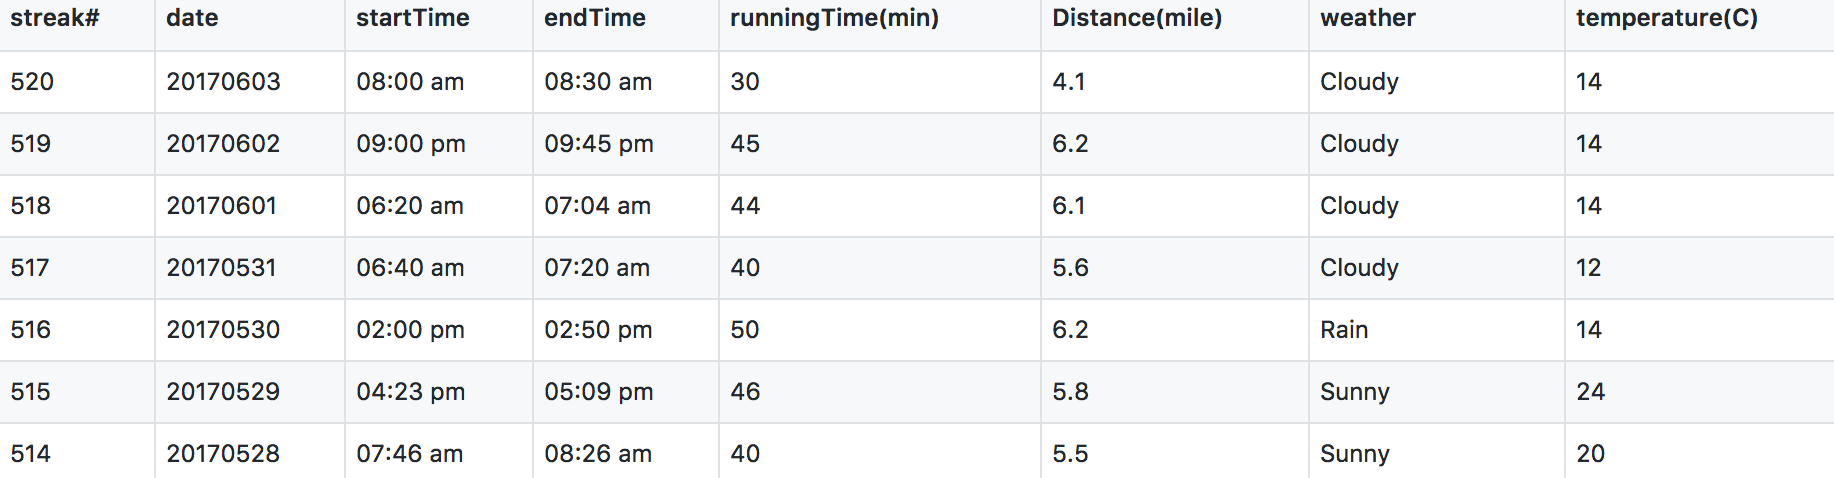 streak# date startTime endTime runningTime(min) Distance(mile) weather temperature(C)
520 20170603 08:00 am 08:30 am 30 4.1 Cloudy 14
519 20170602 09:00 pm 09:45 pm 45 6.2 Cloudy 14
518 20170601 06:20 am 07:04 am 44 6.1 Cloudy 14
517 20170531 06:40 am 07:20 am 40 5.6 Cloudy 12
516 20170530 02:00 pm 02:50 pm 50 6.2 Rain 14
515 20170529 04:23 pm 05:09 pm 46 5.8 Sunny 24
514 20170528 07:46 am 08:26 am 40 5.5 Sunny 20